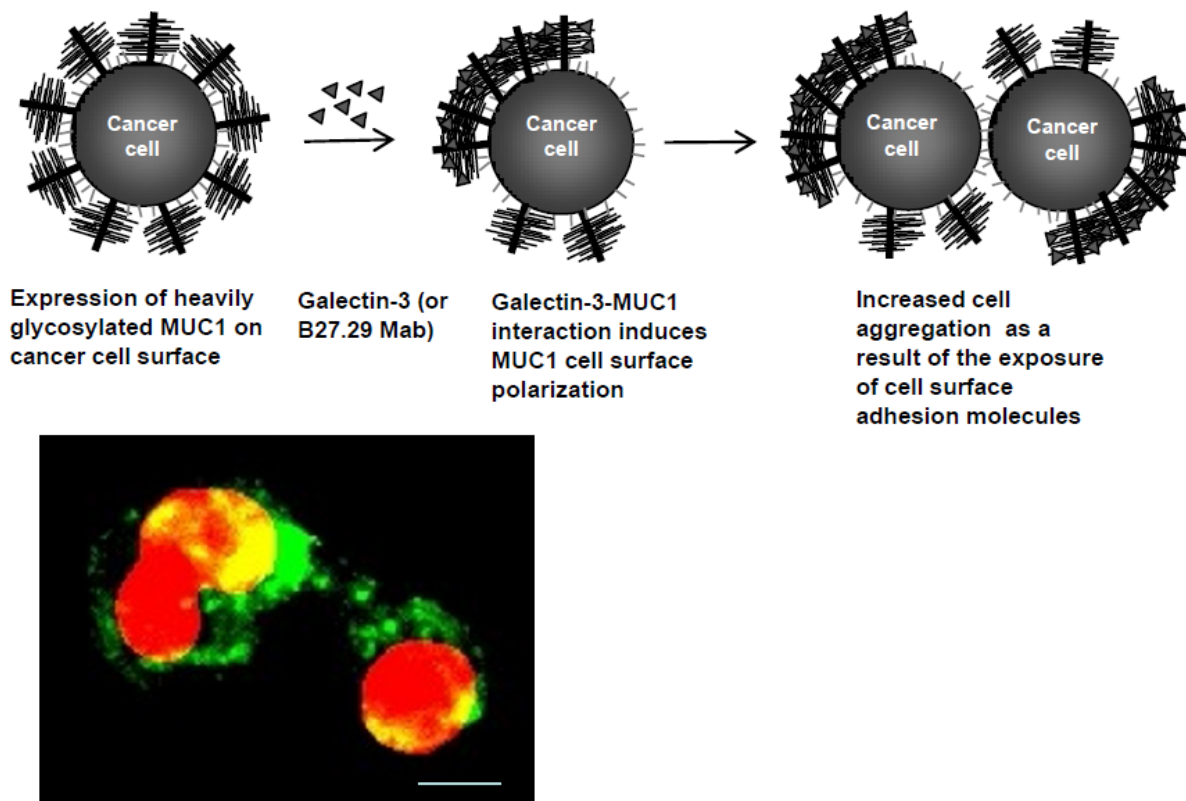 Cancer
cell
Cancer
cell
Cancer
cell
Cancer
cell
Expression of heavily
glycosylated MUC1 on
cancer cell surface
Galectin-3 (or
B27.29 Mab)
Galectin-3-MUC1
interaction induces
MUC1 cell surface
polarization
Increased cell
aggregation as a
result of the exposure
of cell surface
adhesion molecules